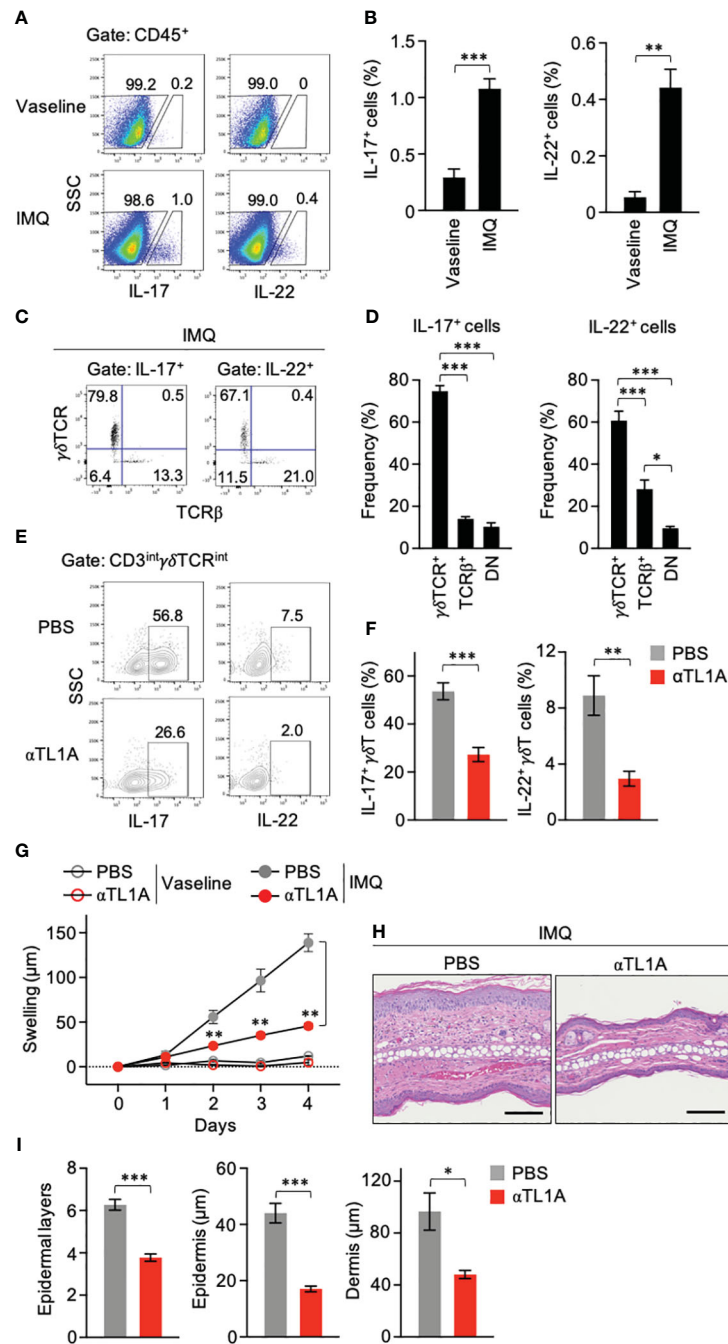 A
Gate: CD45+
Vaseline
99.2 0.2
99.0 0
IMQ
98.6 1.0
99.0 0.4
SSC
IL-17
IL-22
B
IL-17+ cells (%)
1.5
0.9
0.3
0
***
Vaseline
IMQ
IL-22+ cells (%)
0.6
0.4
0.2
0
**
Vaseline
IMQ
C
IMQ
Gate: IL-17+
Gate: IL-22+
79.8 0.5
6.4 13.3
67.1 0.4
11.5 21.0
γδTCR
TCRβ
D
IL-17+ cells
Frequency (%)
80
60
40
20
0
***
***
γδTCR+
TCRβ+
DN
IL-22+ cells
Frequency (%)
80
60
40
20
0
***
***
*
γδTCR+
TCRβ+
DN
E
Gate: CD3intγδTCRint
PBS
56.8
7.5
SSC
αTL1A
26.6
2.0
IL-17
IL-22
F
IL-17+ γδT cells (%)
80
60
40
20
0
***
IL-22+ γδT cells (%)
12
8
4
0
**
PBS
αTL1A
G
PBS
αTL1A
Vaseline
PBS
αTL1A
IMQ
Swelling (μm)
150
100
50
0
** ** **
0 1 2 3 4
Days
H
IMQ
PBS
αTL1A
I
Epidermal layers
8
6
4
2
0
***
Epidermis (μm)
60
40
20
0
***
Dermis (μm)
120
80
40
0
*
PBS
αTL1A